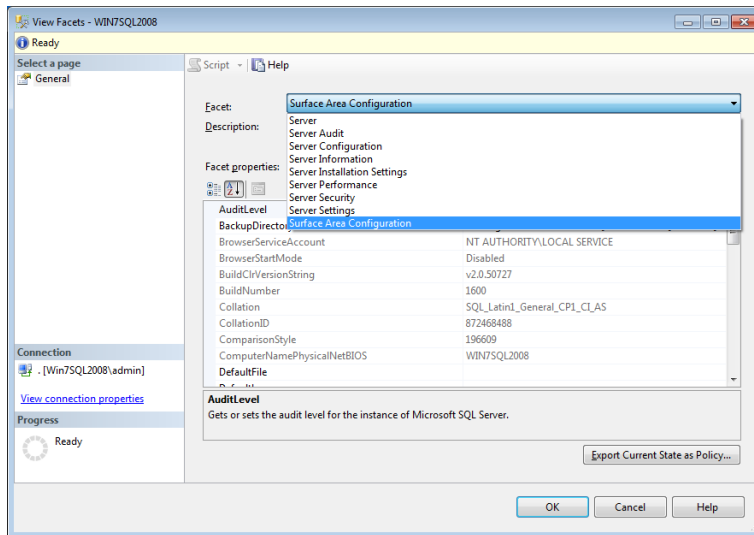 View Facets - WIN7SQL2008
Ready
Select a page
General
Script
Help
Facet:
Surface Area Configuration
Description:
Server
Server Audit
Server Configuration
Server Information
Server Installation Settings
Server Performance
Server Security
Server Settings
Surface Area Configuration
Facet properties:
AuditLevel
BackupDirecto
BrowserServiceAccount NT AUTHORITY\LOCAL SERVICE
BrowserStartMode Disabled
BuildClrVersionString v2.0.50727
BuildNumber 1600
Collation SQL_Latin1_General_CP1_CI_AS
CollationID 872468488
ComparisonStyle 196609
ComputerNamePhysicalNetBIOS WIN7SQL2008
DefaultFile
AuditLevel
Gets or sets the audit level for the instance of Microsoft SQL Server.
Connection
. [Win7SQL2008\admin]
View connection properties
Progress
Ready
Export Current State as Policy...
OK Cancel Help